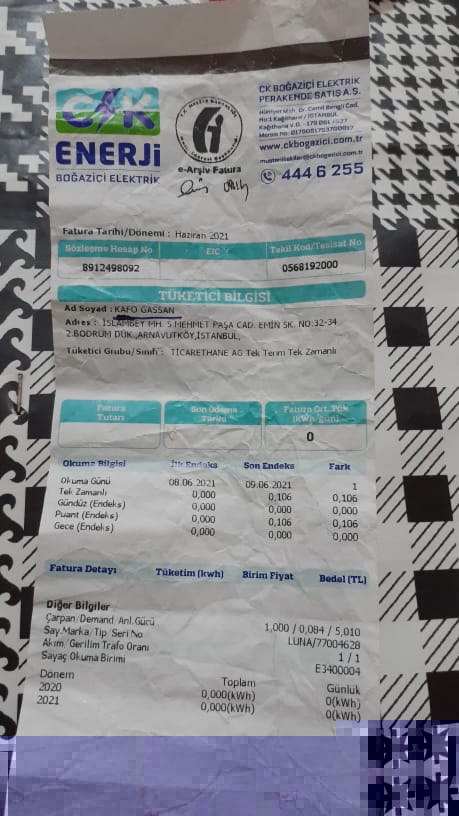 CK
ENERJi
BOĞAZİÇİ ELEKTRİK
e-Arşiv Fatura
CK BOĞAZİÇİ ELEKTRİK
PERAKENDE SATIŞ A.Ş.
Hürriyet Mah. Dr. Cemil Bengü Cad.
Kağıthane / İSTANBUL
www.ckbogazici.com.tr
444 6 255
Fatura Tarihi/Dönemi : Haziran 2021
Sözleşme Hesap No EIC Tekil Kod/Tesisat No
8912498092 0568192000
TÜKETİCİ BİLGİSİ
Ad Soyad : KAFO GASSAN
Adres : İSLAMBEY MH. S.MEHMET PAŞA CAD. EMİN SK. NO:32-34
2.BODRUM DÜK.,ARNAVUTKÖY,İSTANBUL,
Tüketici Grubu/Sınıfı : TİCARETHANE AG Tek Terim Tek Zamanlı
Fatura Tutarı Son Ödeme Tarihi Fatura Ort. Tük. (kWh/gün)
0
Okuma Bilgisi İlk Endeks Son Endeks Fark
Okuma Günü 08.06.2021 09.06.2021 1
Tek Zamanlı 0,000 0,106 0,106
Gündüz (Endeks) 0,000 0,000 0,000
Puant (Endeks) 0,000 0,106 0,106
Gece (Endeks) 0,000 0,000 0,000
Fatura Detayı Tüketim (kwh) Birim Fiyat Bedel (TL)
Diğer Bilgiler
Çarpan/Demand/Anl.Gücü 1,000 / 0,084 / 5,010
Say.Marka/Tip/Seri No LUNA/77004628
Akım/Gerilim Trafo Oranı 1 / 1
Sayaç Okuma Birimi E3400004
Dönem Toplam Günlük
2020 0,000(kWh) 0(kWh)
2021 0,000(kWh) 0(kWh)